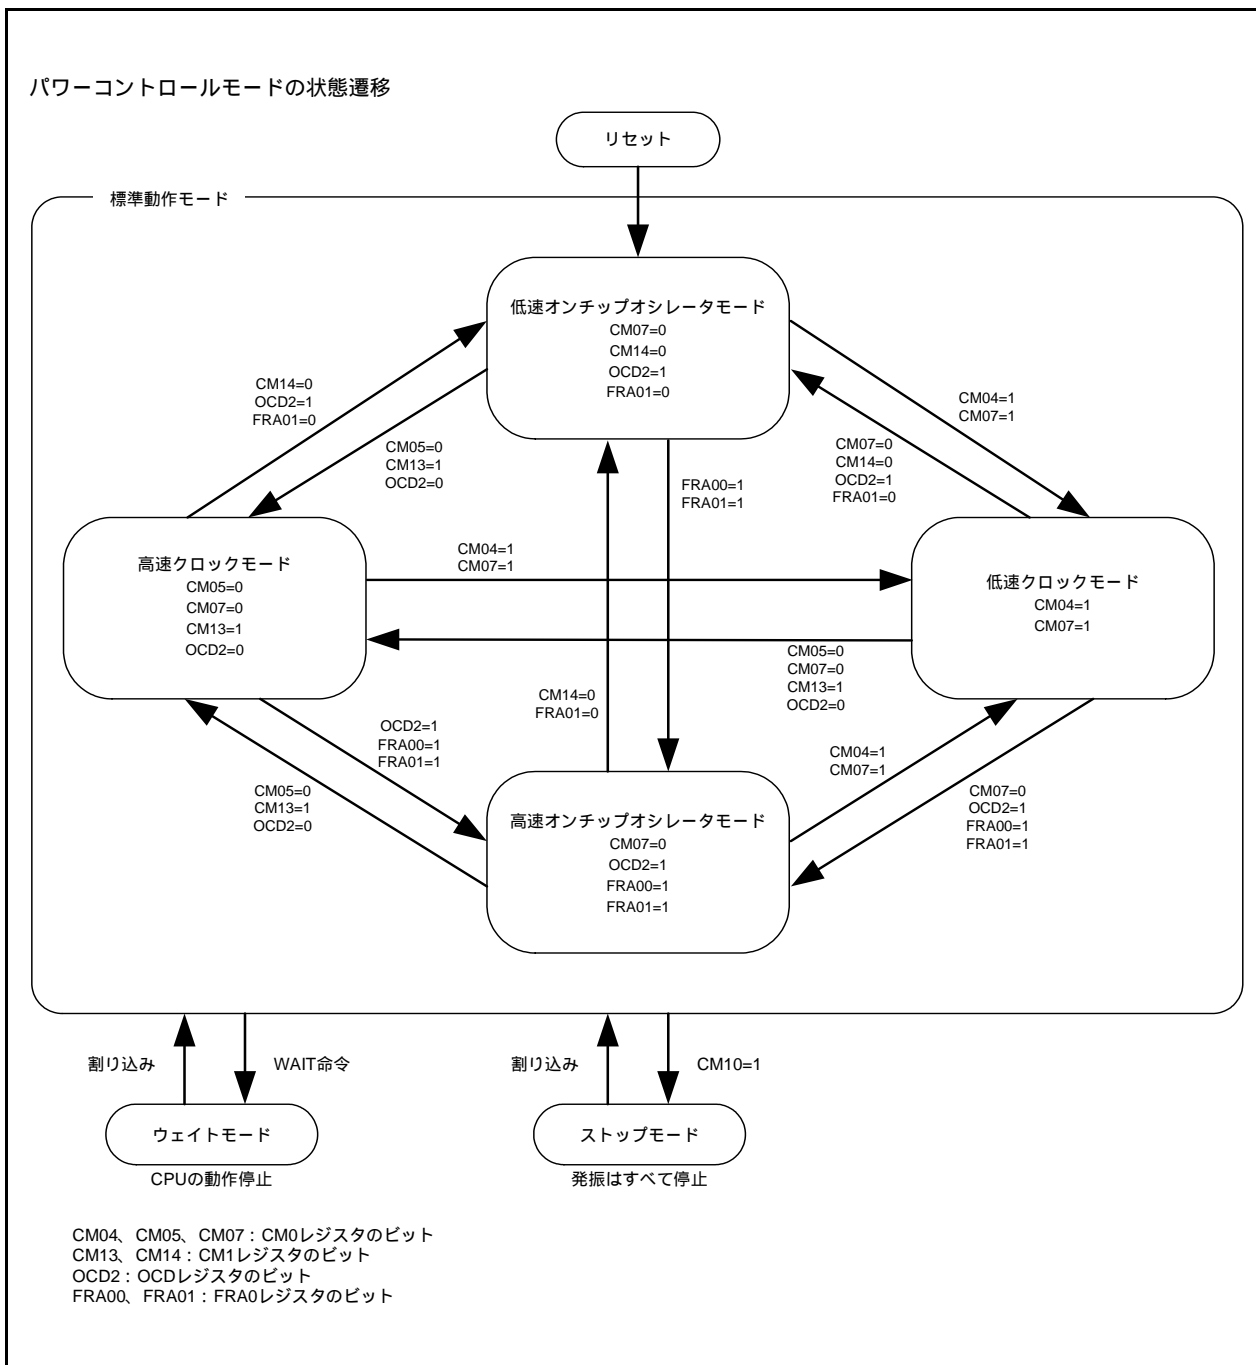 パワーコントロールモードの状態遷移
リセット
標準動作モード
低速オンチップオシレータモード
CM07=0
CM14=0
OCD2=1
FRA01=0
CM14=0
OCD2=1
FRA01=0
CM05=0
CM13=1
OCD2=0
CM04=1
CM07=1
CM07=0
CM14=0
OCD2=1
FRA01=0
FRA00=1
FRA01=1
高速クロックモード
CM05=0
CM07=0
CM13=1
OCD2=0
CM04=1
CM07=1
低速クロックモード
CM04=1
CM07=1
CM05=0
CM07=0
CM13=1
OCD2=0
CM14=0
FRA01=0
OCD2=1
FRA00=1
FRA01=1
CM05=0
CM13=1
OCD2=0
CM04=1
CM07=1
CM07=0
OCD2=1
FRA00=1
FRA01=1
高速オンチップオシレータモード
CM07=0
OCD2=1
FRA00=1
FRA01=1
割り込み
WAIT命令
割り込み
CM10=1
ウェイトモード
CPUの動作停止
ストップモード
発振はすべて停止
CM04、CM05、CM07：CM0レジスタのビット
CM13、CM14：CM1レジスタのビット
OCD2：OCDレジスタのビット
FRA00、FRA01：FRA0レジスタのビット